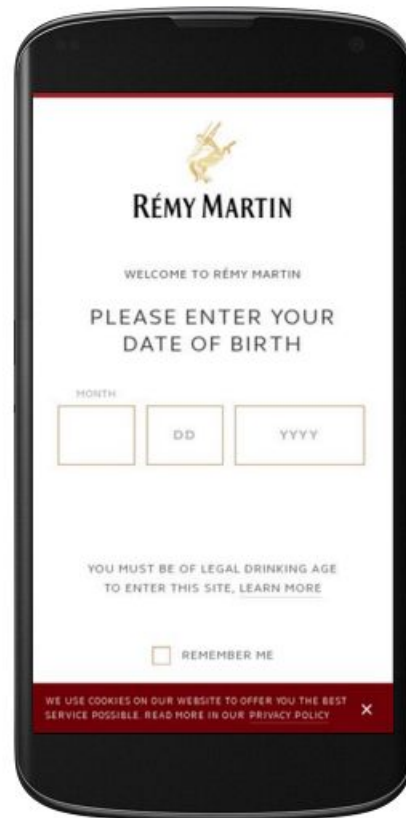 RÉMY MARTIN
WELCOME TO RÉMY MARTIN
PLEASE ENTER YOUR
DATE OF BIRTH
MONTH
DD YYYY
YOU MUST BE OF LEGAL DRINKING AGE
TO ENTER THIS SITE, LEARN MORE
REMEMBER ME
WE USE COOKIES ON OUR WEBSITE TO OFFER YOU THE BEST
SERVICE POSSIBLE. READ MORE IN OUR PRIVACY POLICY ×